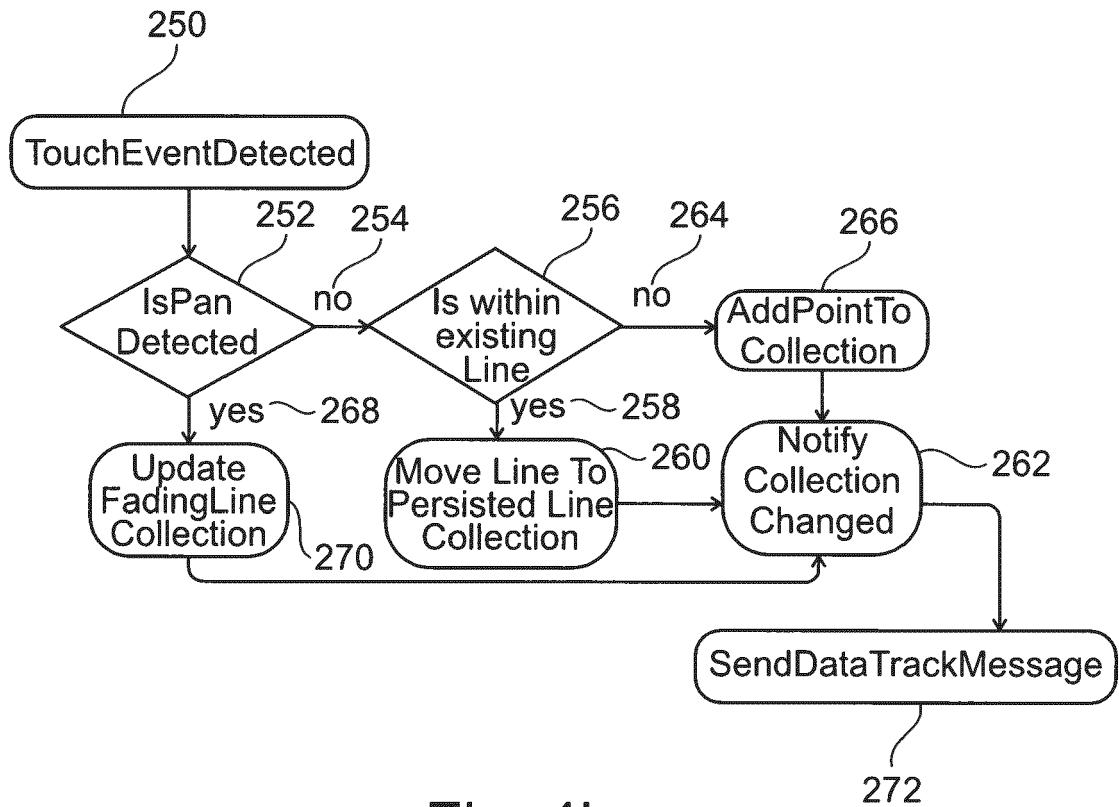 250
TouchEventDetected
252
254
256
264
266
IsPan
Detected
no
Is within
existing
Line
no
AddPointTo
Collection
yes
268
yes
258
Update
FadingLine
Collection
270
Move Line To
Persisted Line
Collection
260
Notify
Collection
Changed
262
SendDataTrackMessage
272